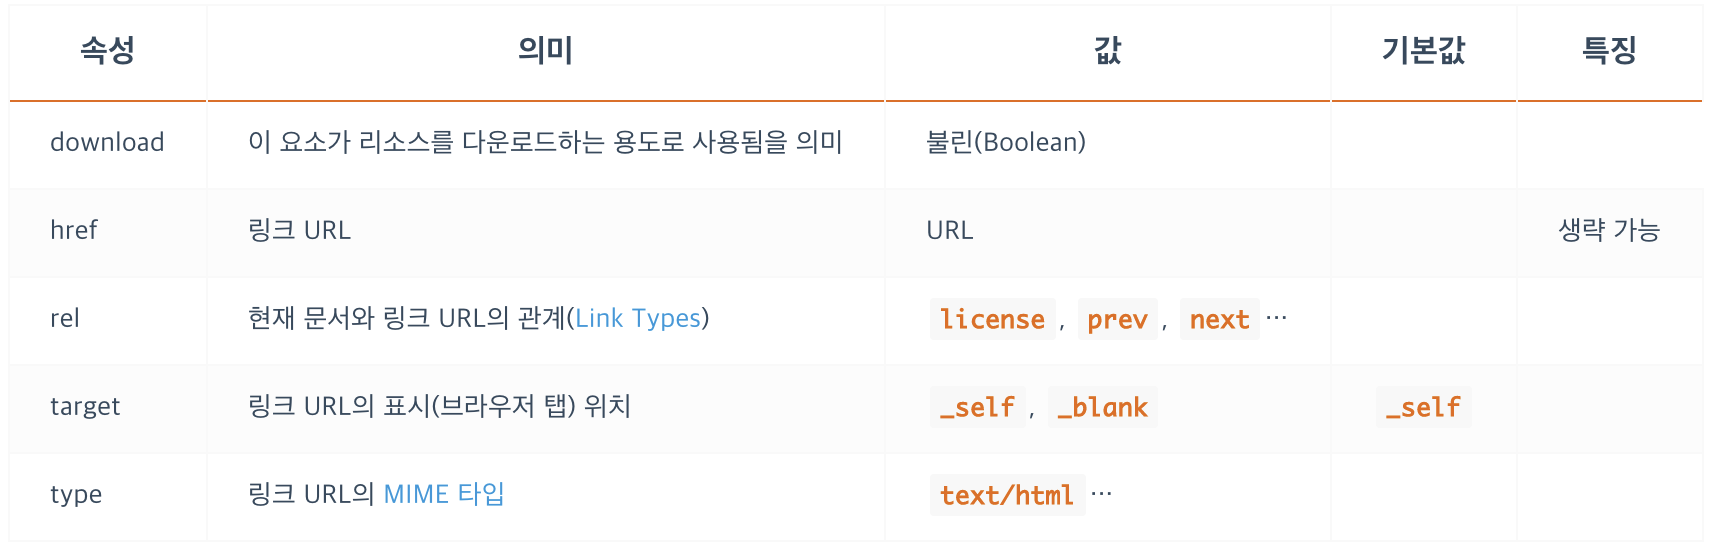 속성 의미 값 기본값 특징
download 이 요소가 리소스를 다운로드하는 용도로 사용됨을 의미 불린(Boolean)
href 링크 URL URL 생략 가능
rel 현재 문서와 링크 URL의 관계(Link Types) license, prev, next …
target 링크 URL의 표시(브라우저 탭) 위치 _self, _blank _self
type 링크 URL의 MIME 타입 text/html …